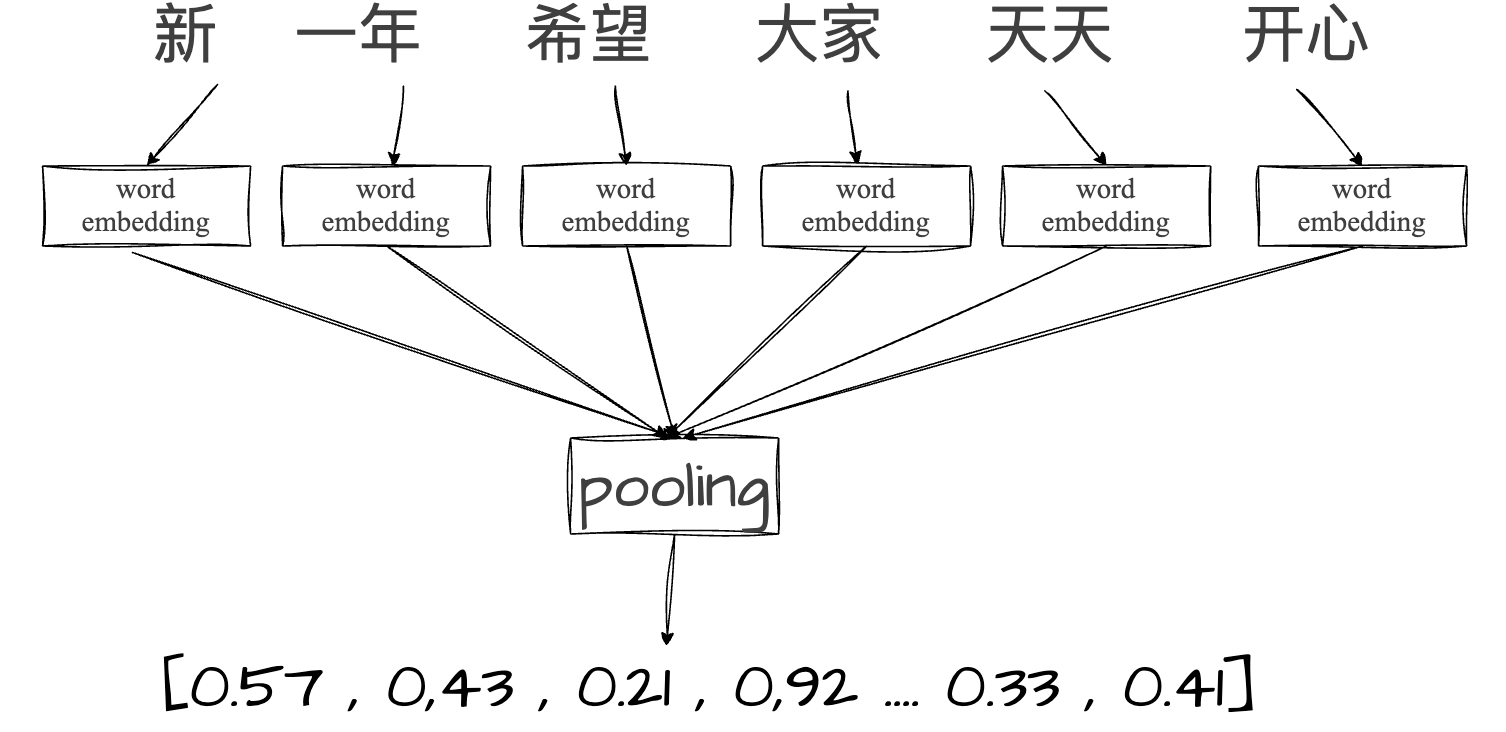 新 一年 希望 大家 天天 开心
word word word word word word
embedding embedding embedding embedding embedding embedding
pooling
[0.57 , 0,43 , 0.21 , 0,92 .... 0.33 , 0.41]